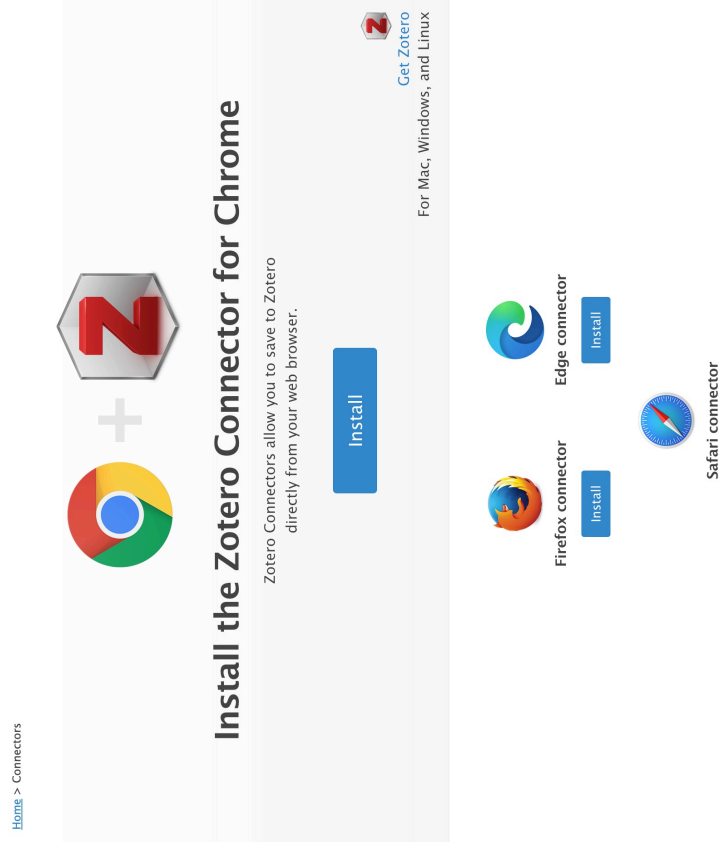 Home > Connectors
Install the Zotero Connector for Chrome
Zotero Connectors allow you to save to Zotero
directly from your web browser.
Install
Get Zotero
For Mac, Windows, and Linux
Firefox connector
Install
Edge connector
Install
Safari connector